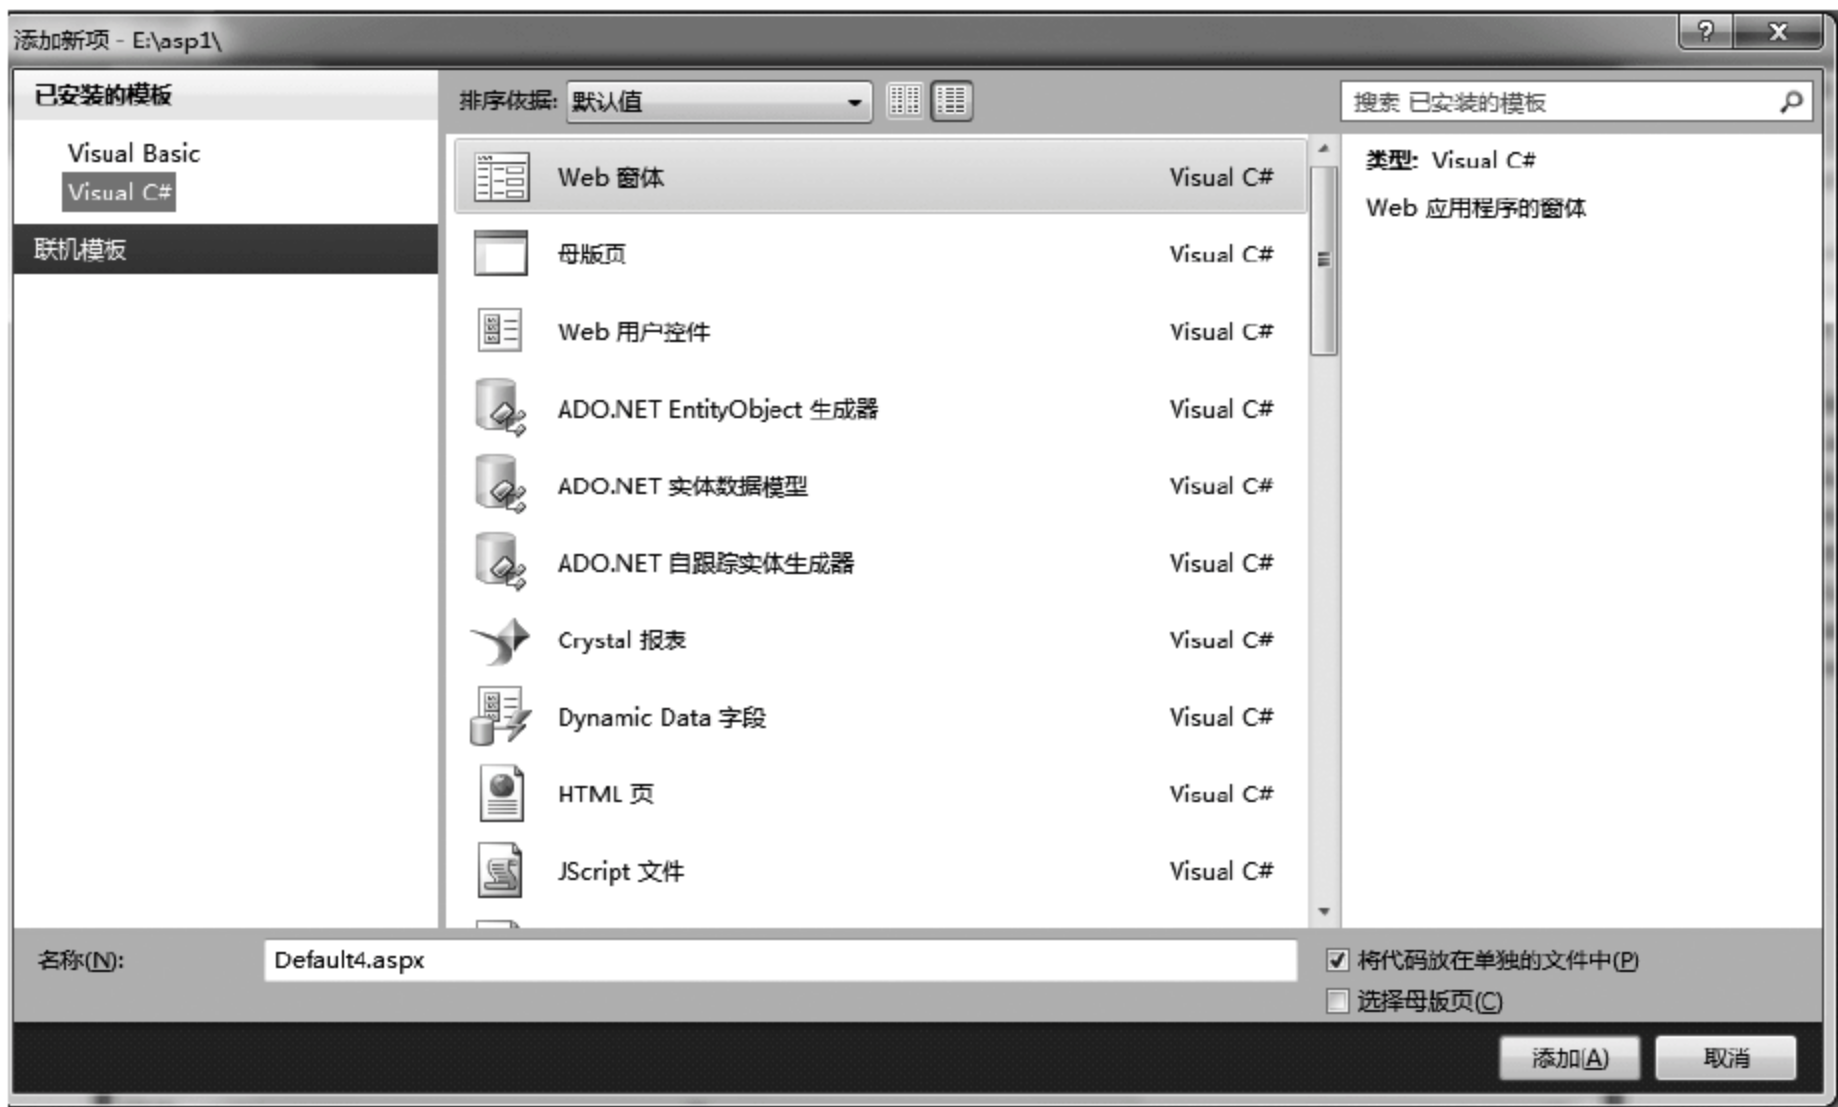 添加新项 - E:\asp1\
已安装的模板
Visual Basic
Visual C#
联机模板
排序依据: 默认值
搜索 已安装的模板
Web 窗体 Visual C#
母版页 Visual C#
Web 用户控件 Visual C#
ADO.NET EntityObject 生成器 Visual C#
ADO.NET 实体数据模型 Visual C#
ADO.NET 自跟踪实体生成器 Visual C#
Crystal 报表 Visual C#
Dynamic Data 字段 Visual C#
HTML 页 Visual C#
JScript 文件 Visual C#
类型: Visual C#
Web 应用程序的窗体
名称(N): Default4.aspx
将代码放在单独的文件中(P)
选择母版页(C)
添加(A) 取消